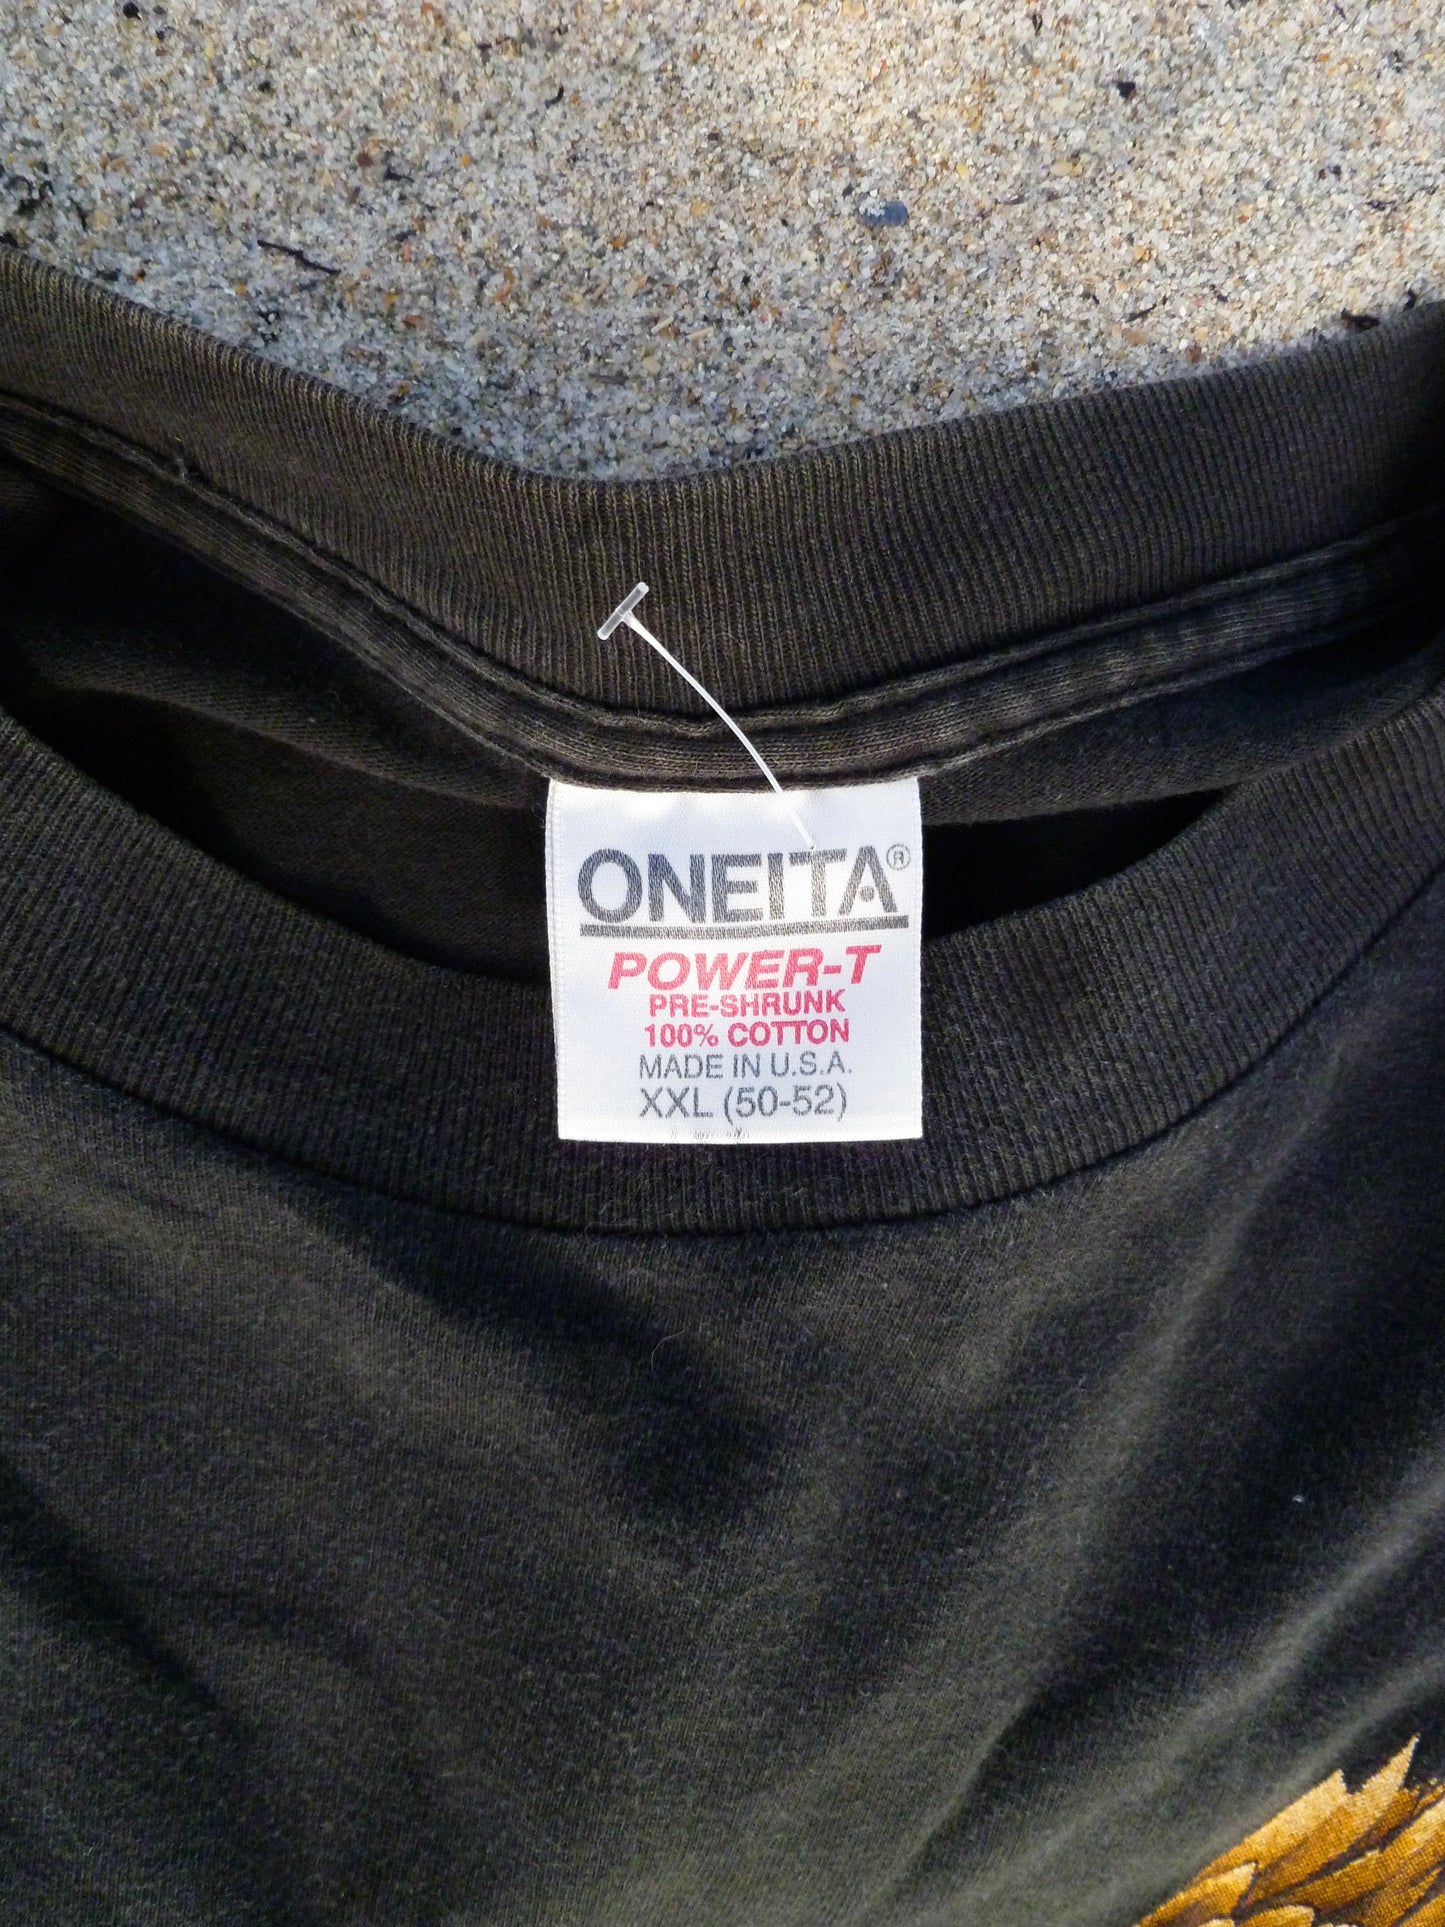 ONEITA®
POWER-T
PRE-SHRUNK
100% COTTON
MADE IN U.S.A.
XXL (50-52)